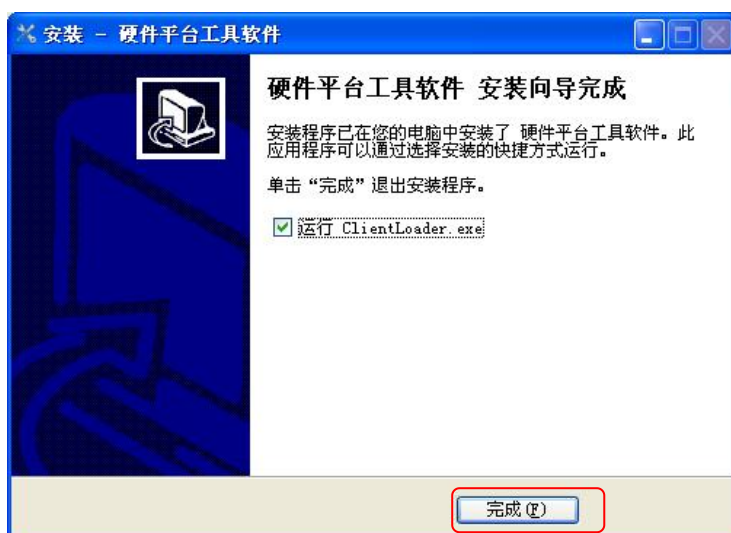 安装 - 硬件平台工具软件
硬件平台工具软件 安装向导完成
安装程序已在您的电脑中安装了 硬件平台工具软件。此
应用程序可以通过选择安装的快捷方式运行。
单击“完成”退出安装程序。
运行 ClientLoader.exe
完成(F)